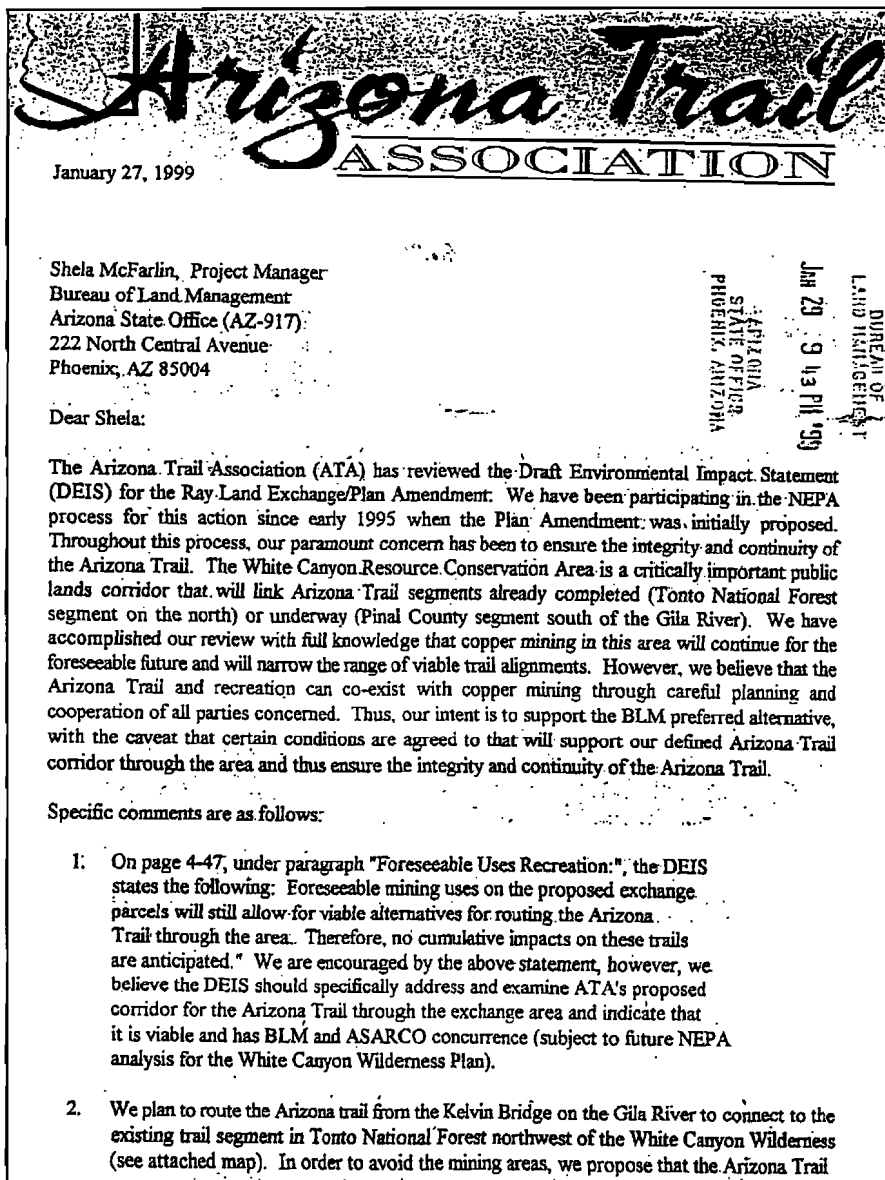 Arizona Trail
ASSOCIATION
January 27, 1999
Shela McFarlin, Project Manager
Bureau of Land Management
Arizona State Office (AZ-917)
222 North Central Avenue
Phoenix, AZ 85004
BUREAU OF
LAND MANAGEMENT
JAN 29 9 43 PM '99
ARIZONA
STATE OFFICE
PHOENIX, ARIZONA
Dear Shela:
The Arizona Trail Association (ATA) has reviewed the Draft Environmental Impact Statement
(DEIS) for the Ray Land Exchange/Plan Amendment. We have been participating in the NEPA
process for this action since early 1995 when the Plan Amendment was initially proposed.
Throughout this process, our paramount concern has been to ensure the integrity and continuity of
the Arizona Trail. The White Canyon Resource Conservation Area is a critically important public
lands corridor that will link Arizona Trail segments already completed (Tonto National Forest
segment on the north) or underway (Pinal County segment south of the Gila River). We have
accomplished our review with full knowledge that copper mining in this area will continue for the
foreseeable future and will narrow the range of viable trail alignments. However, we believe that the
Arizona Trail and recreation can co-exist with copper mining through careful planning and
cooperation of all parties concerned. Thus, our intent is to support the BLM preferred alternative,
with the caveat that certain conditions are agreed to that will support our defined Arizona Trail
corridor through the area and thus ensure the integrity and continuity of the Arizona Trail.
Specific comments are as follows:
1. On page 4-47, under paragraph "Foreseeable Uses Recreation:", the DEIS
states the following: Foreseeable mining uses on the proposed exchange
parcels will still allow for viable alternatives for routing the Arizona
Trail through the area. Therefore, no cumulative impacts on these trails
are anticipated." We are encouraged by the above statement, however, we
believe the DEIS should specifically address and examine ATA's proposed
corridor for the Arizona Trail through the exchange area and indicate that
it is viable and has BLM and ASARCO concurrence (subject to future NEPA
analysis for the White Canyon Wilderness Plan).
2. We plan to route the Arizona trail from the Kelvin Bridge on the Gila River to connect to the
existing trail segment in Tonto National Forest northwest of the White Canyon Wilderness
(see attached map). In order to avoid the mining areas, we propose that the Arizona Trail